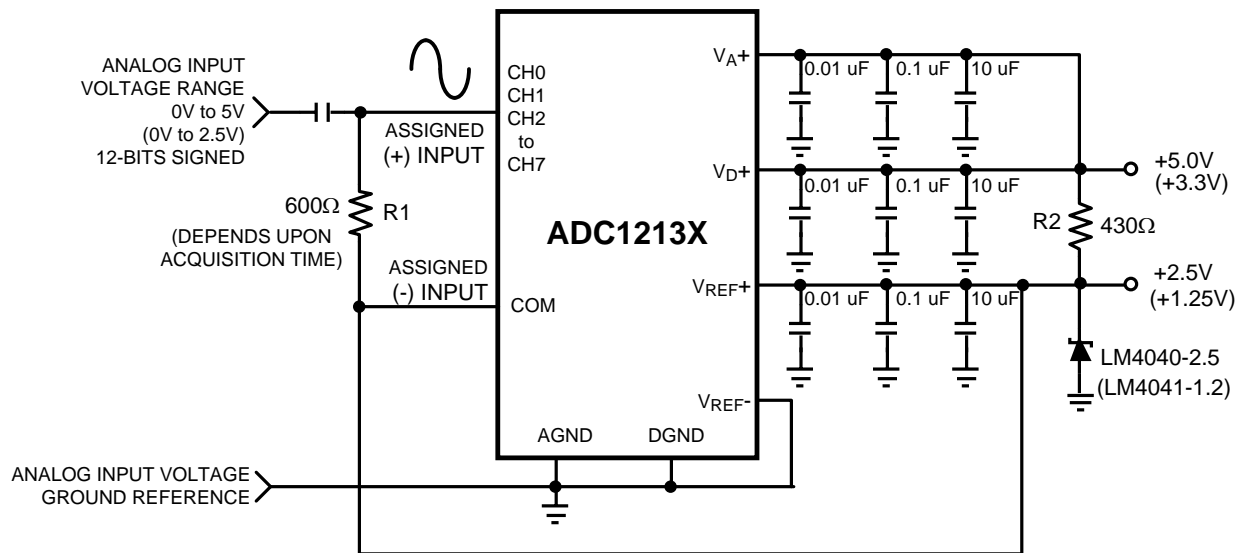 ANALOG INPUT
VOLTAGE RANGE
0V to 5V
(0V to 2.5V)
12-BITS SIGNED
ASSIGNED
(+) INPUT
600Ω
R1
(DEPENDS UPON
ACQUISITION TIME)
ASSIGNED
(-) INPUT
CH0
CH1
CH2
to
CH7
COM
ADC1213X
VA+
0.01 uF
0.1 uF
10 uF
VD+
0.01 uF
0.1 uF
10 uF
+5.0V
(+3.3V)
R2
430Ω
VREF+
0.01 uF
0.1 uF
10 uF
+2.5V
(+1.25V)
LM4040-2.5
(LM4041-1.2)
VREF-
AGND
DGND
ANALOG INPUT VOLTAGE
GROUND REFERENCE